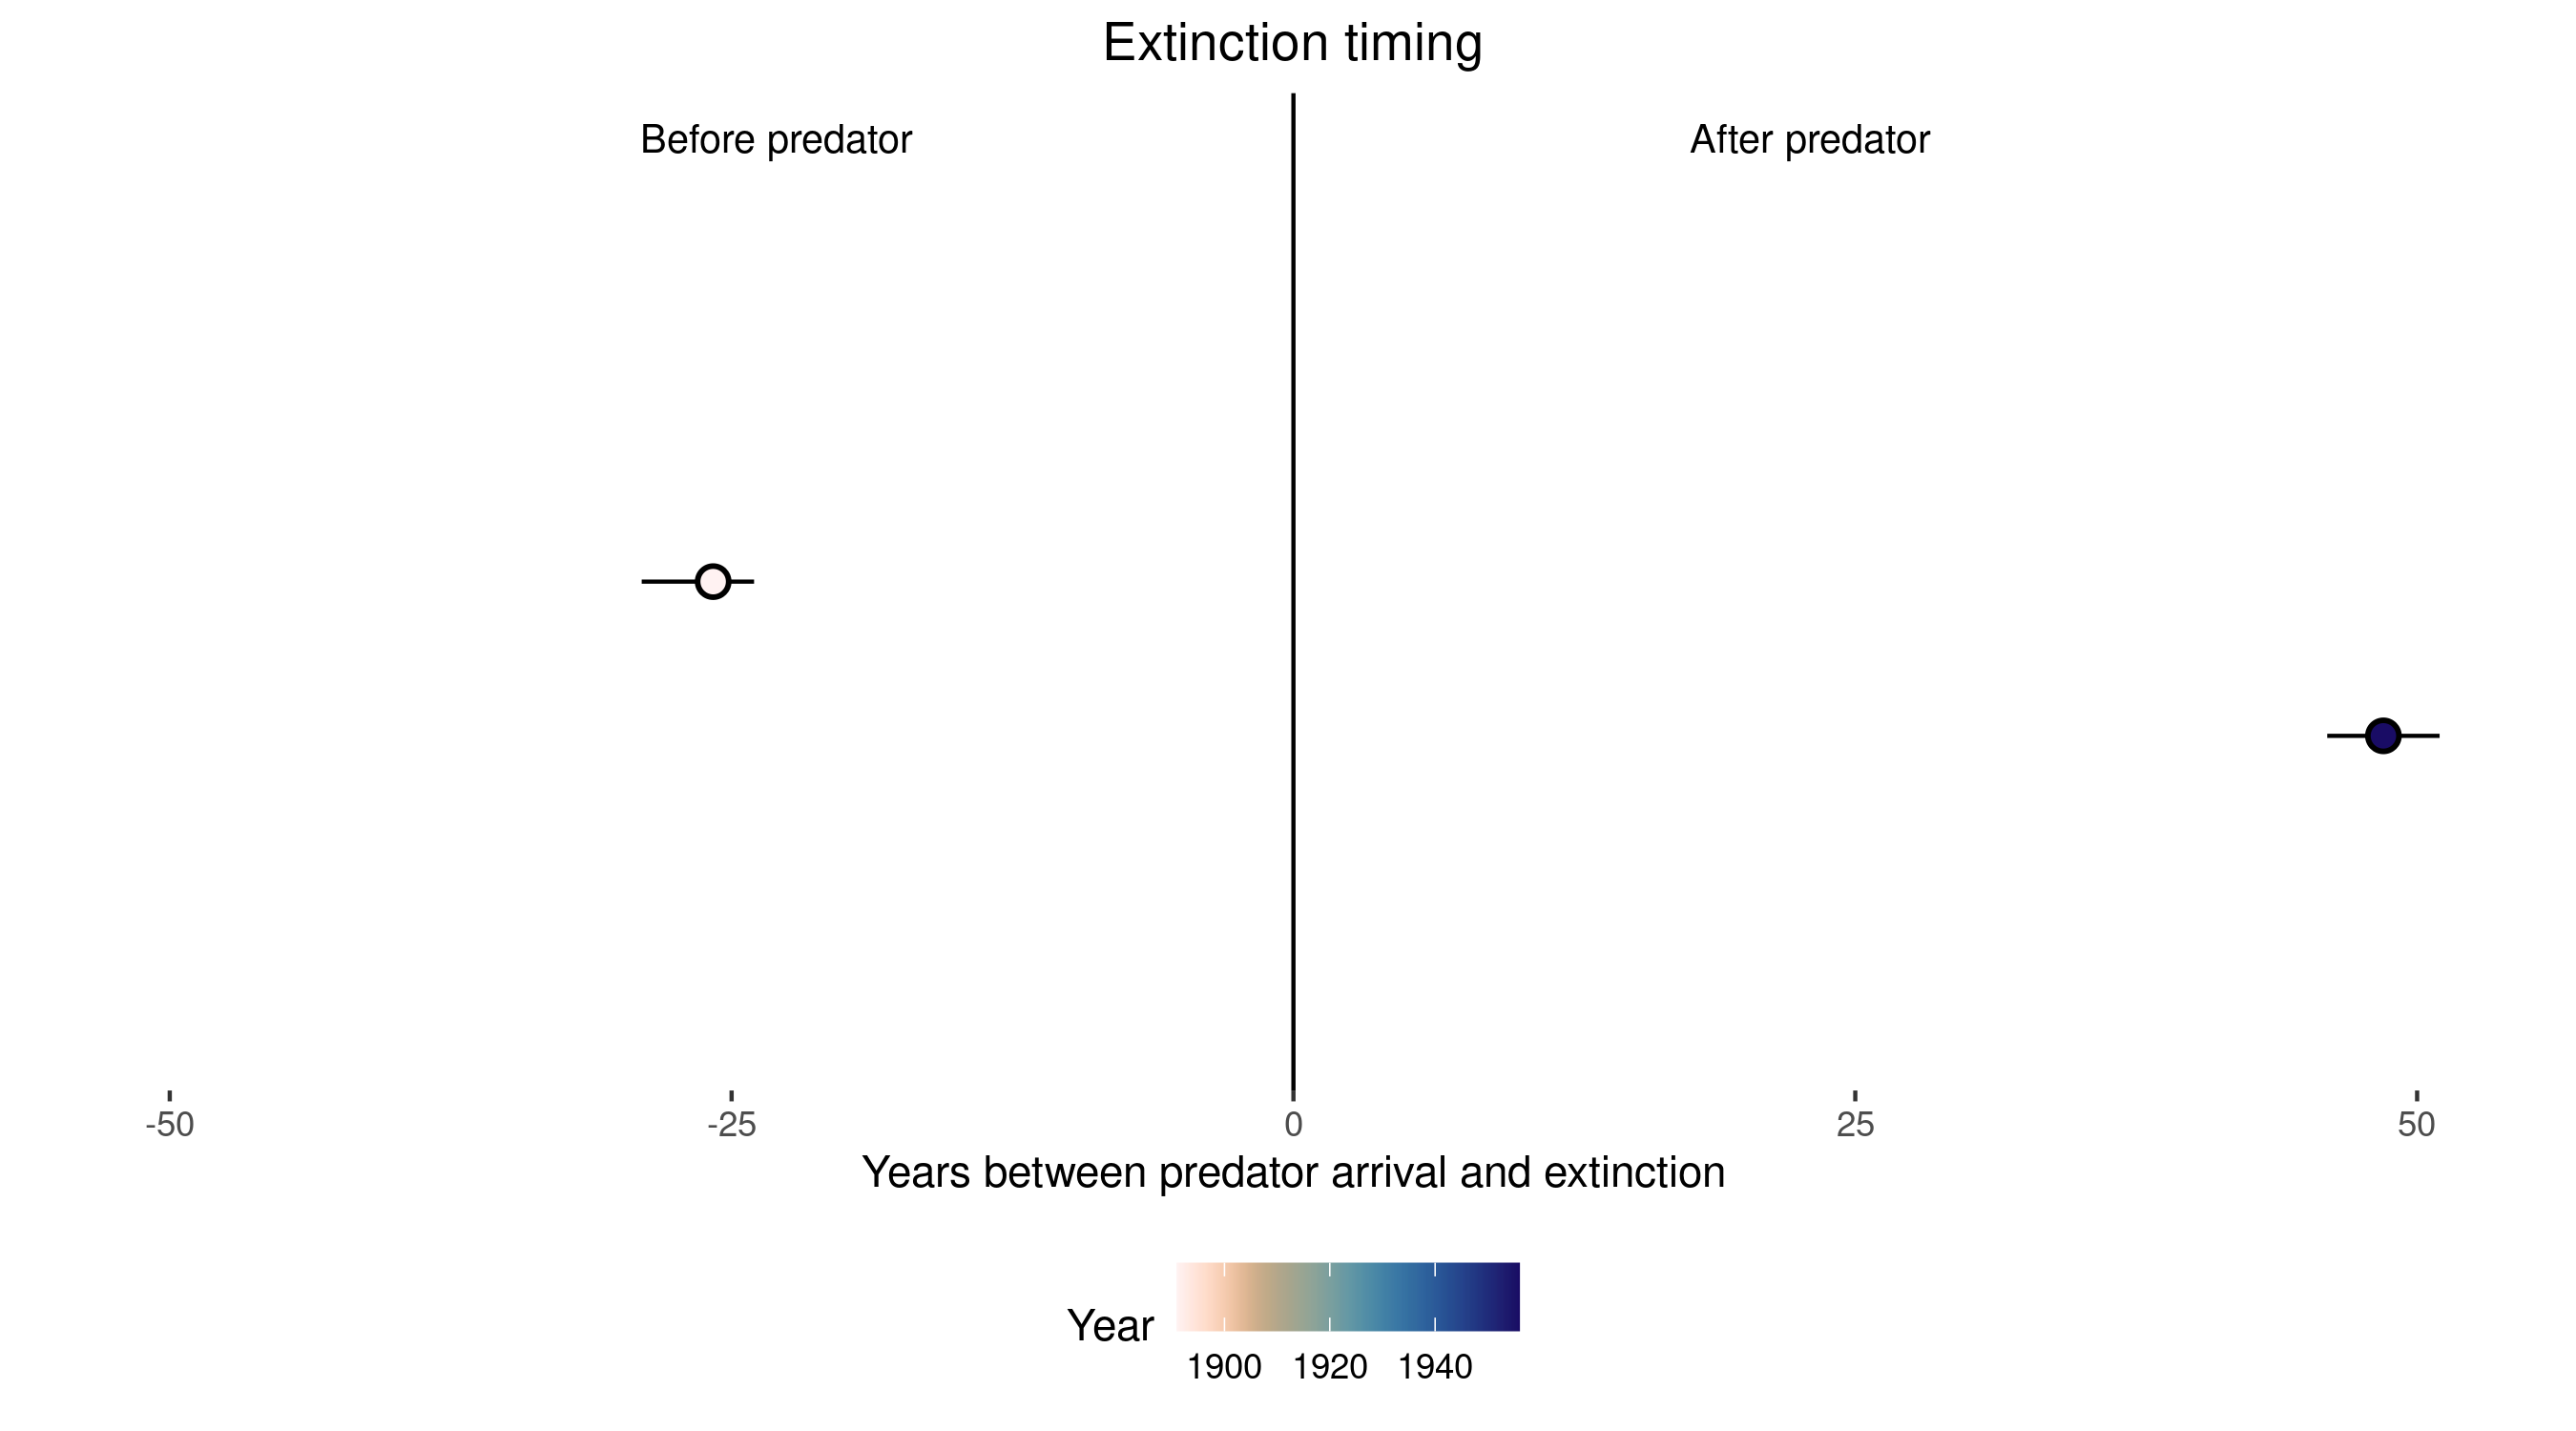 Extinction timing
Before predator
After predator
-50
-25
0
25
50
Years between predator arrival and extinction
Year
1900
1920
1940